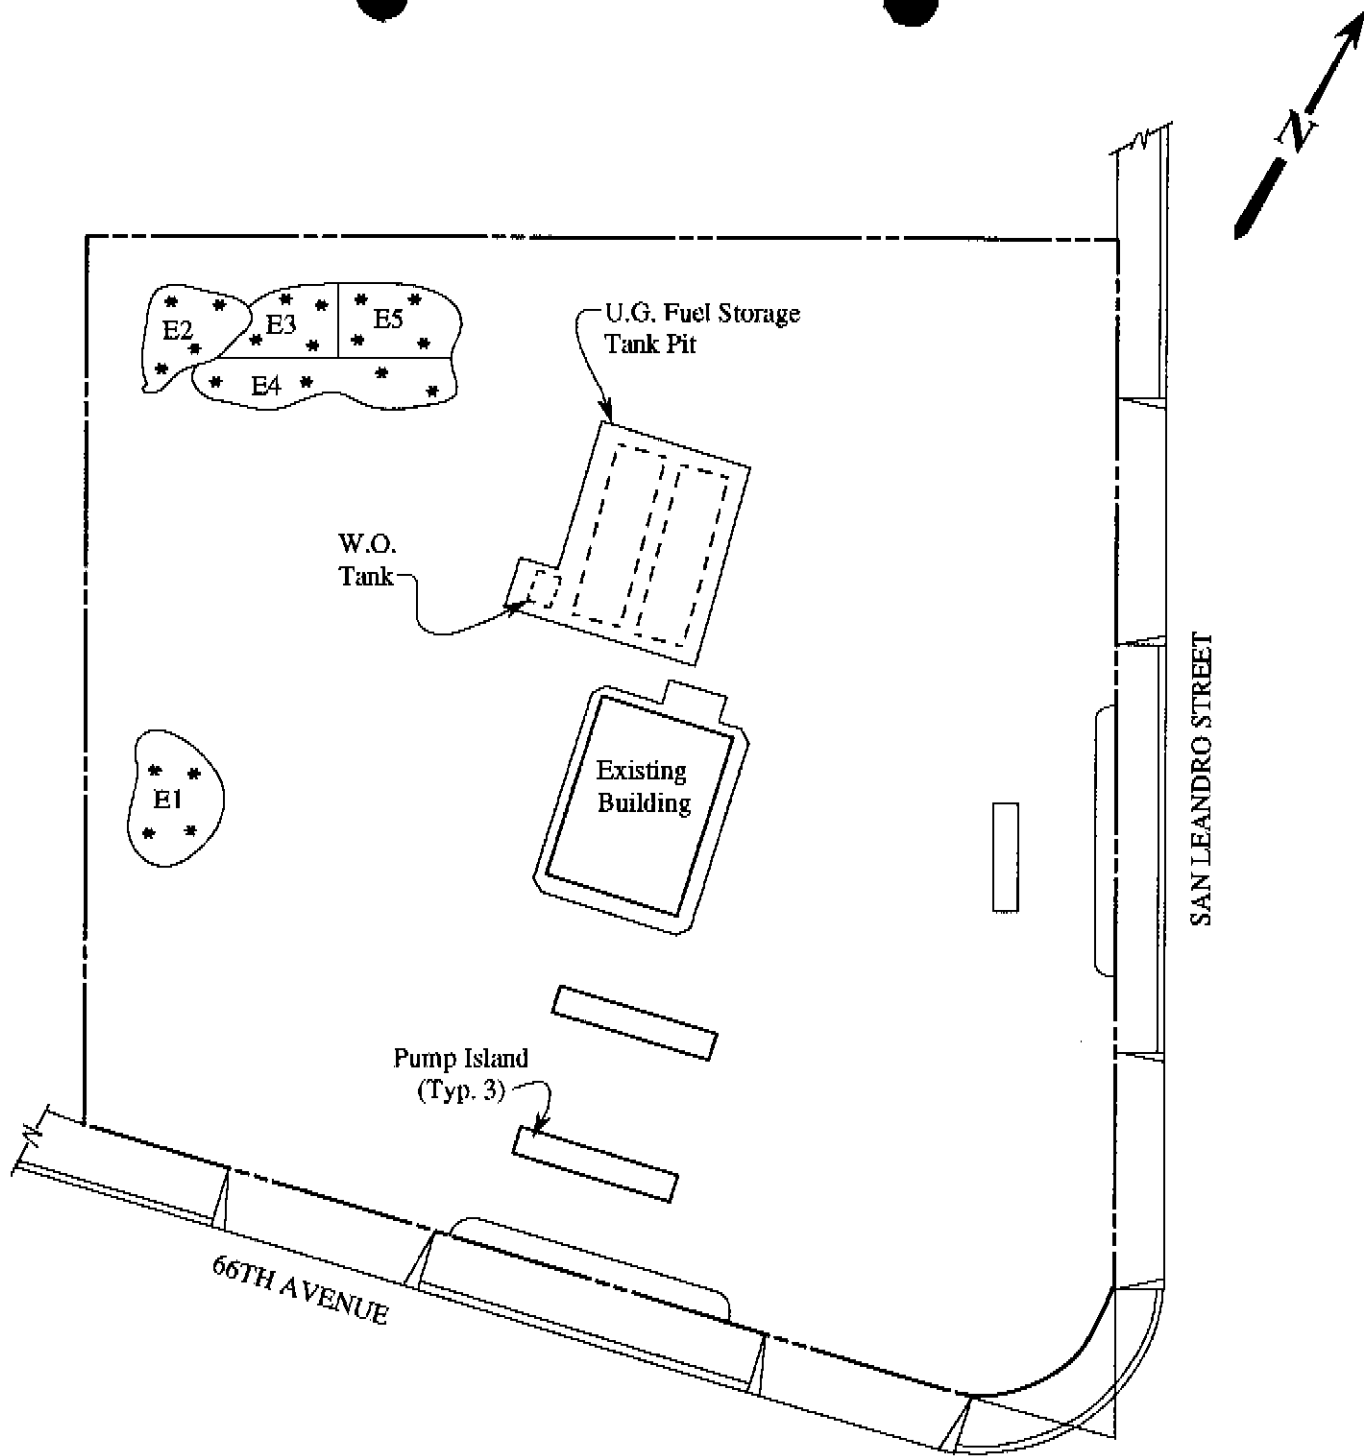 N
E2
E3
E5
E4
U.G. Fuel Storage
Tank Pit
W.O.
Tank
E1
Existing
Building
SAN LEANDRO STREET
Pump Island
(Typ. 3)
66TH AVENUE